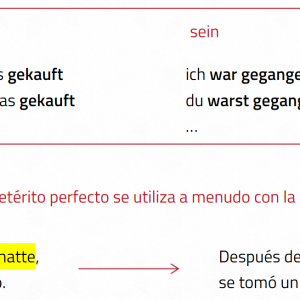 sein
s gekauft ich war gegange
as gekauft du warst gegang
...
etérito perfecto se utiliza a menudo con la
hatte, Después de
. se tomó un